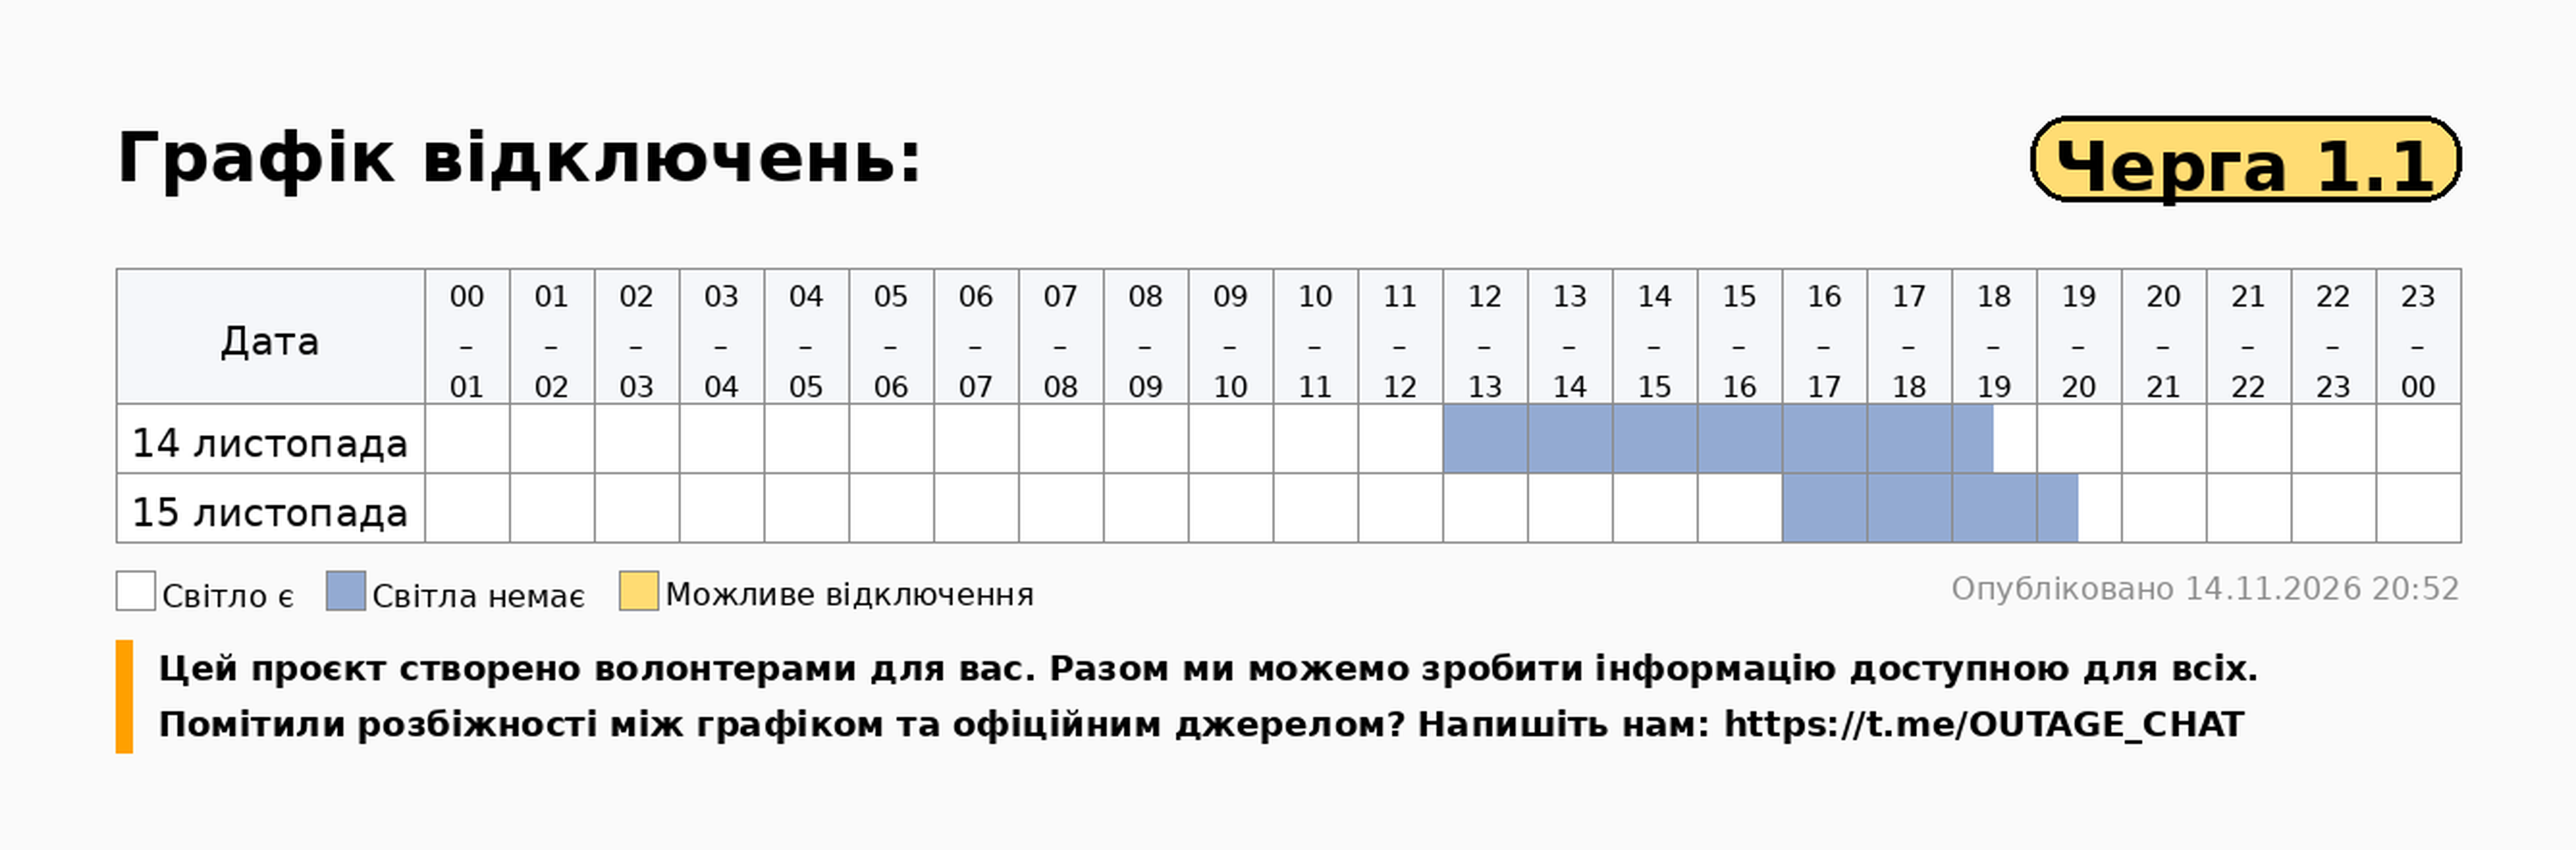 Графік відключень:
Черга 1.1
Дата
00 – 01
01 – 02
02 – 03
03 – 04
04 – 05
05 – 06
06 – 07
07 – 08
08 – 09
09 – 10
10 – 11
11 – 12
12 – 13
13 – 14
14 – 15
15 – 16
16 – 17
17 – 18
18 – 19
19 – 20
20 – 21
21 – 22
22 – 23
23 – 00
14 листопада
15 листопада
Світло є
Світла немає
Можливе відключення
Опубліковано 14.11.2026 20:52
Цей проєкт створено волонтерами для вас. Разом ми можемо зробити інформацію доступною для всіх.
Помітили розбіжності між графіком та офіційним джерелом? Напишіть нам: https://t.me/OUTAGE_CHAT